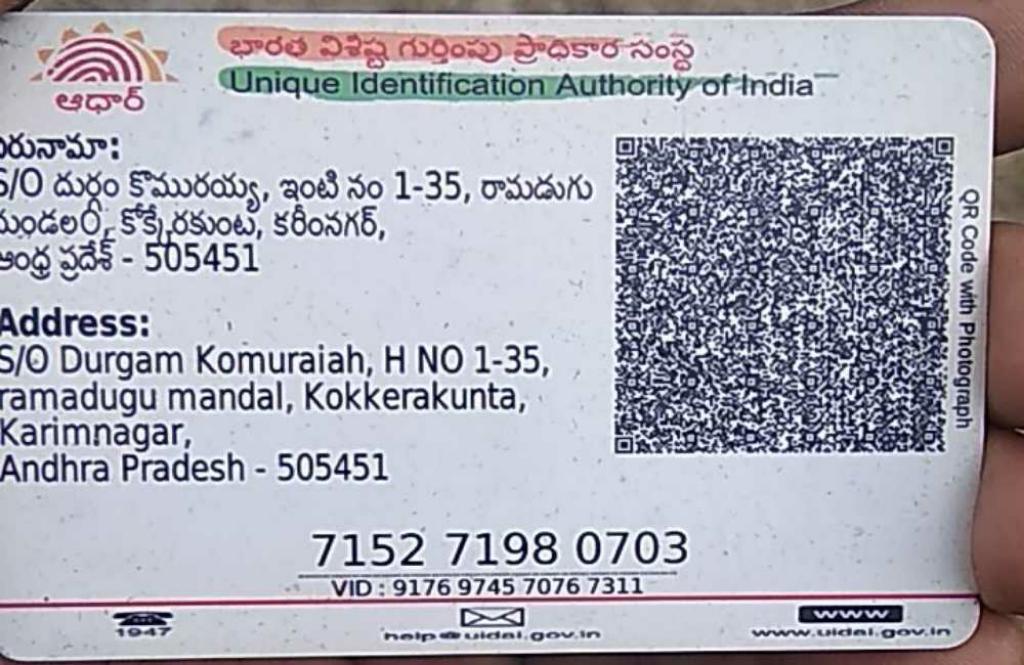 భారత విశిష్ట గుర్తింపు ప్రాధికార సంస్థ
Unique Identification Authority of India
ఆధార్
రునామా:
S/O దుర్గం కొమురయ్య, ఇంటి నం 1-35, రామడుగు
మండలం, కోక్కేరకుంట, కరీంనగర్,
ఆంధ్ర ప్రదేశ్ - 505451
Address:
S/O Durgam Komuraiah, H NO 1-35,
ramadugu mandal, Kokkerakunta,
Karimnagar,
Andhra Pradesh - 505451
QR Code with Photograph
7152 7198 0703
VID : 9176 9745 7076 7311
1947
help@uidai.gov.in
www
www.uidai.gov.in